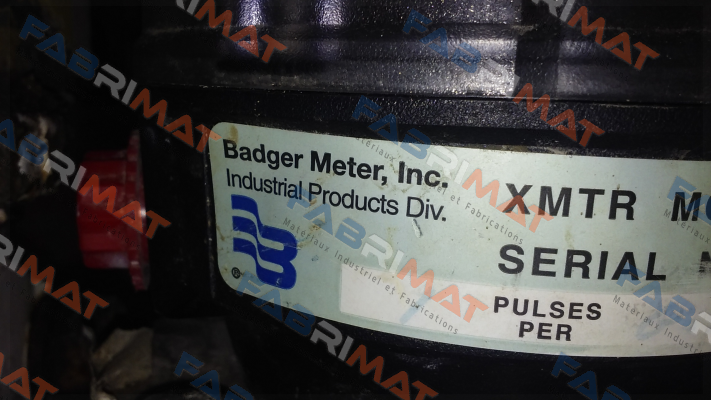 Badger Meter, Inc.
Industrial Products Div.
XMTR
SERIAL
PULSES
PER
FABRIMAT
Matériaux Industriel et Fabrications